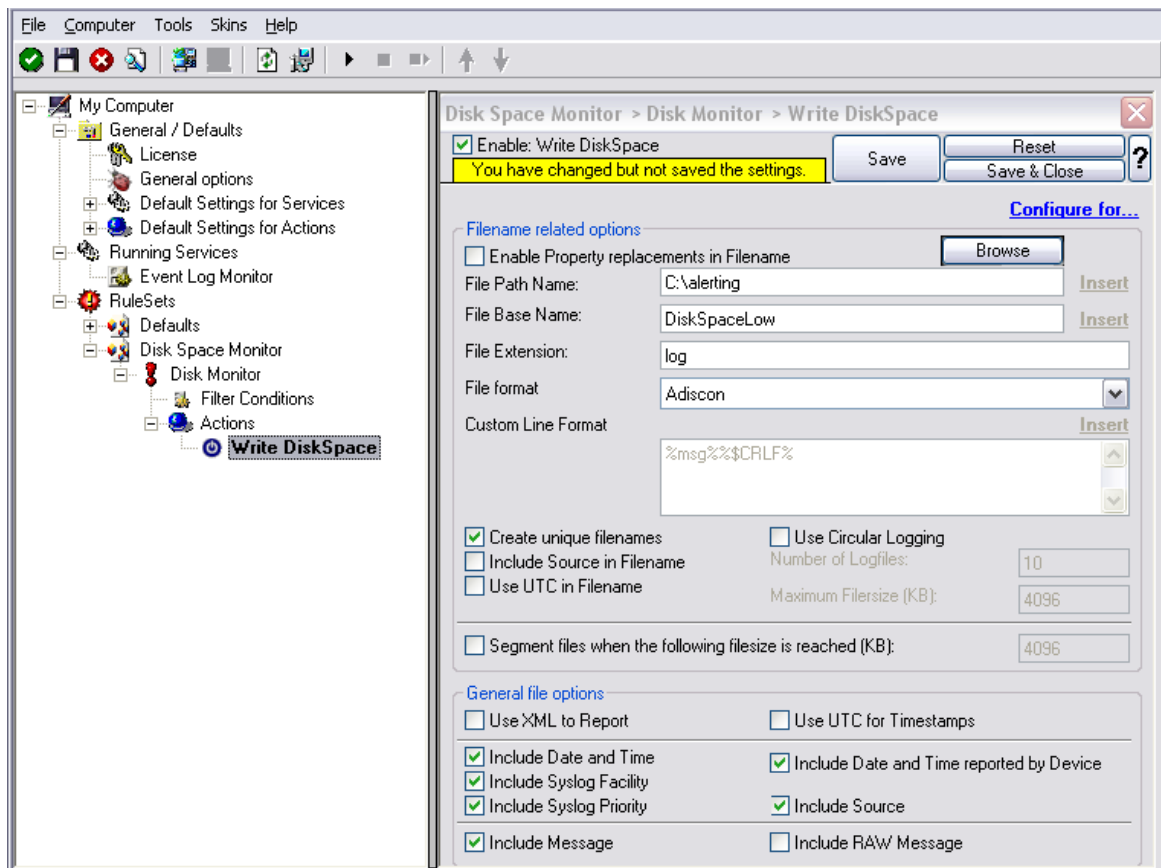 File Computer Tools Skins Help
My Computer
General / Defaults
License
General options
Default Settings for Services
Default Settings for Actions
Running Services
Event Log Monitor
RuleSets
Defaults
Disk Space Monitor
Disk Monitor
Filter Conditions
Actions
Write DiskSpace
Disk Space Monitor > Disk Monitor > Write DiskSpace
Enable: Write DiskSpace
You have changed but not saved the settings.
Save
Reset
Save & Close
?
Configure for...
Filename related options
Enable Property replacements in Filename
Browse
File Path Name: C:\alerting Insert
File Base Name: DiskSpaceLow Insert
File Extension: log
File format Adiscon
Custom Line Format Insert
%msg%%$CRLF%
Create unique filenames Use Circular Logging
Include Source in Filename Number of Logfiles: 10
Use UTC in Filename Maximum Filersize (KB): 4096
Segment files when the following filesize is reached (KB): 4096
General file options
Use XML to Report Use UTC for Timestamps
Include Date and Time Include Date and Time reported by Device
Include Syslog Facility
Include Syslog Priority Include Source
Include Message Include RAW Message